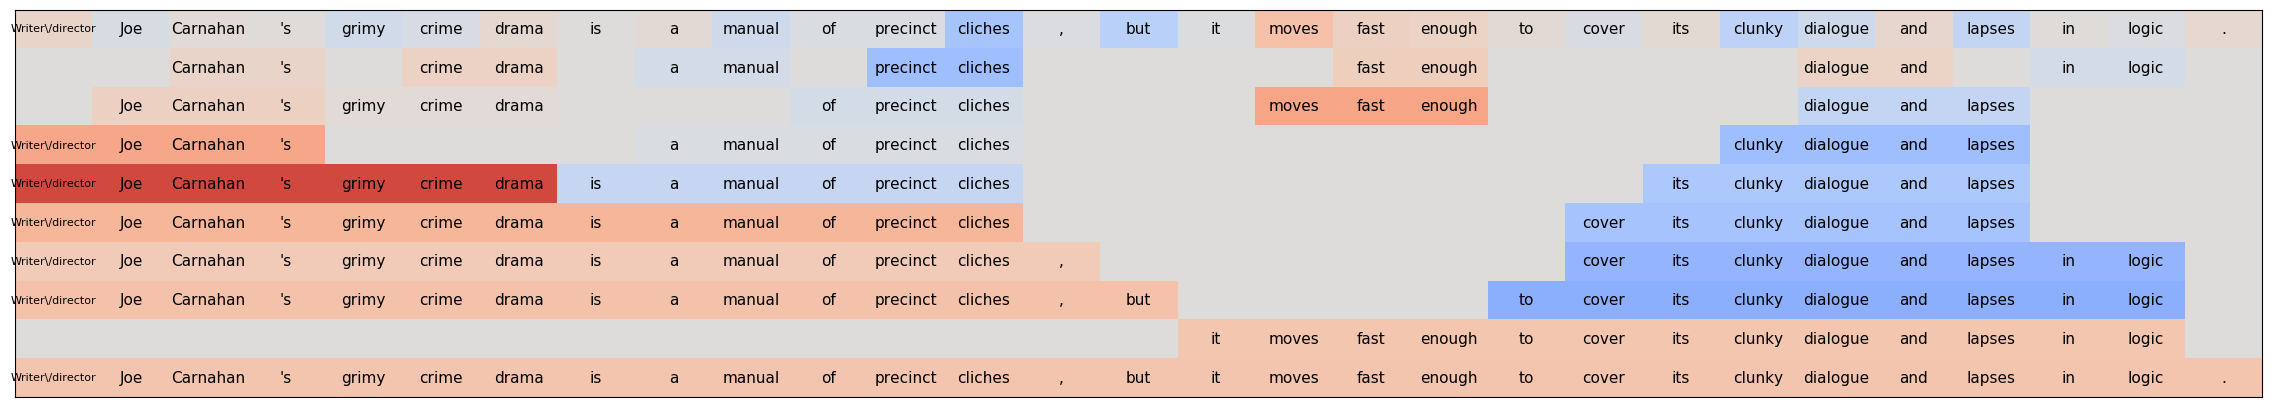 Writer\/director Joe Carnahan 's grimy crime drama is a manual of precinct cliches , but it moves fast enough to cover its clunky dialogue and lapses in logic .
Carnahan 's crime drama a manual precinct cliches fast enough dialogue and in logic
Joe Carnahan 's grimy crime drama of precinct cliches moves fast enough dialogue and lapses
Writer\/director Joe Carnahan 's a manual of precinct cliches clunky dialogue and lapses
Writer\/director Joe Carnahan 's grimy crime drama is a manual of precinct cliches its clunky dialogue and lapses
Writer\/director Joe Carnahan 's grimy crime drama is a manual of precinct cliches cover its clunky dialogue and lapses
Writer\/director Joe Carnahan 's grimy crime drama is a manual of precinct cliches , cover its clunky dialogue and lapses in logic
Writer\/director Joe Carnahan 's grimy crime drama is a manual of precinct cliches , but to cover its clunky dialogue and lapses in logic
it moves fast enough to cover its clunky dialogue and lapses in logic
Writer\/director Joe Carnahan 's grimy crime drama is a manual of precinct cliches , but it moves fast enough to cover its clunky dialogue and lapses in logic .